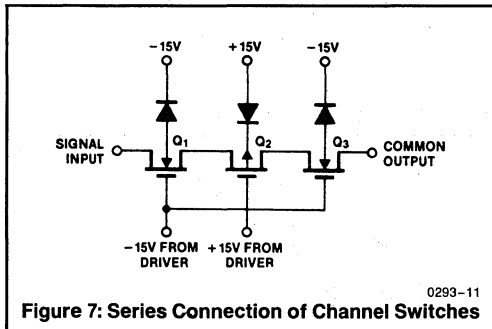 −15V +15V −15V
SIGNAL INPUT Q1 Q2 Q3 COMMON OUTPUT
−15V FROM DRIVER +15V FROM DRIVER
0293–11
Figure 7: Series Connection of Channel Switches